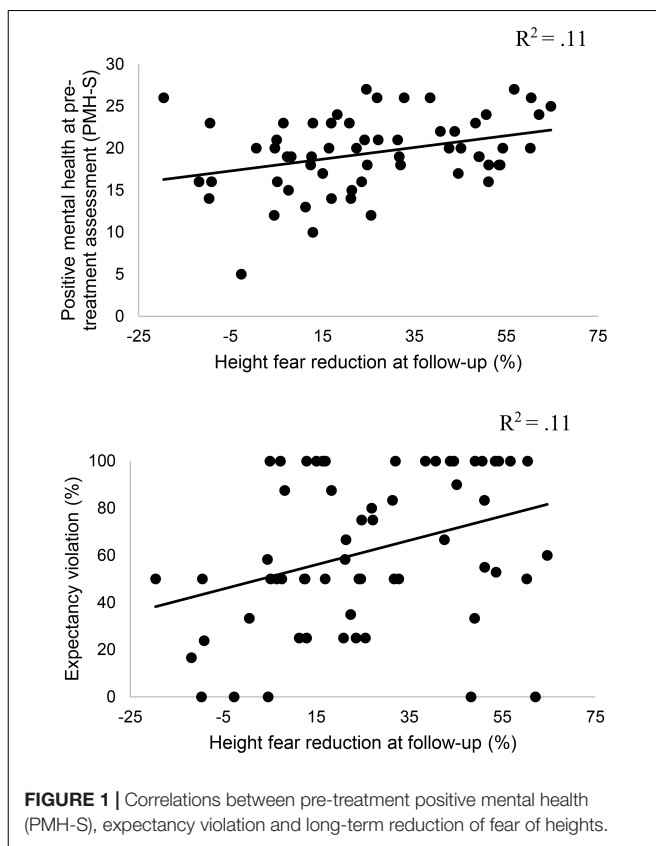 R² = .11
Positive mental health at pre-
treatment assessment (PMH-S)
30
25
20
15
10
5
0
-25 -5 15 35 55 75
Height fear reduction at follow-up (%)
R² = .11
Expectancy violation (%)
100
80
60
40
20
0
-25 -5 15 35 55 75
Height fear reduction at follow-up (%)
FIGURE 1 | Correlations between pre-treatment positive mental health
(PMH-S), expectancy violation and long-term reduction of fear of heights.